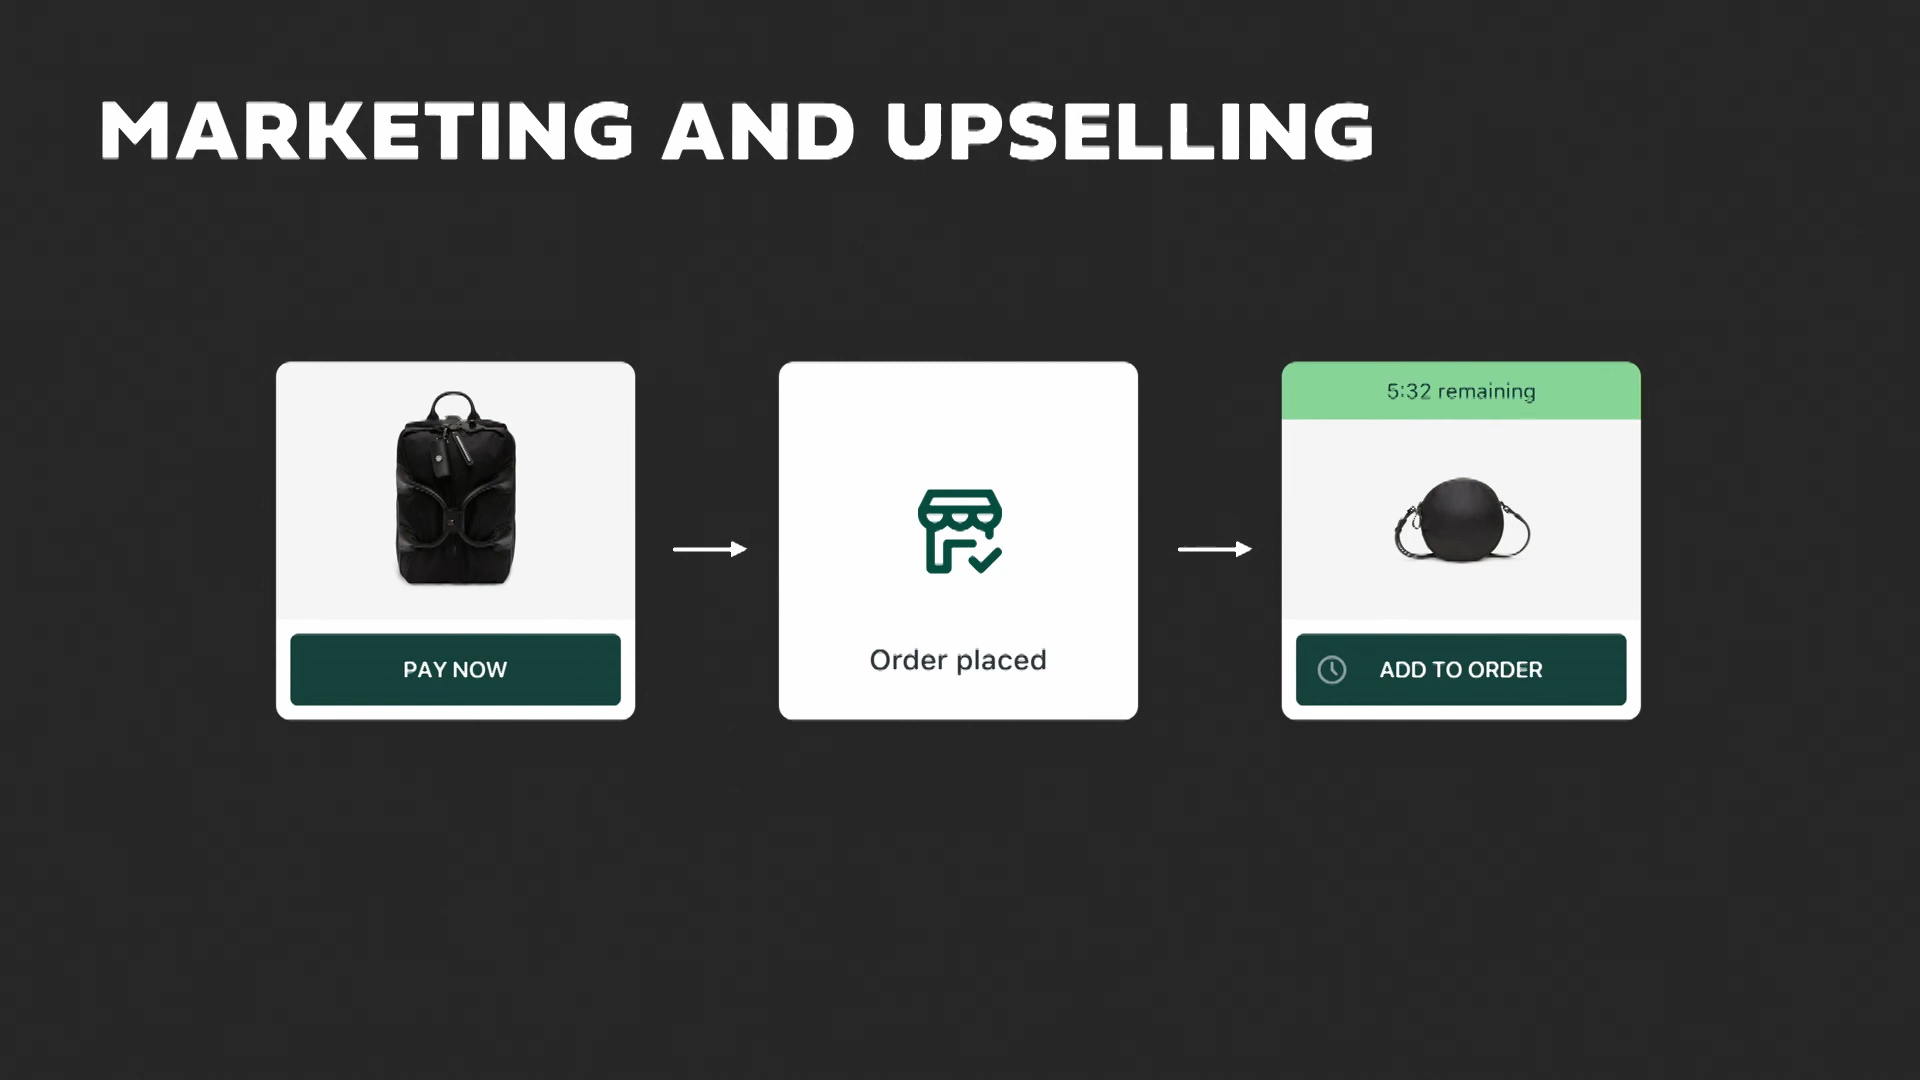 MARKETING AND UPSELLING
PAY NOW
Order placed
5:32 remaining
ADD TO ORDER